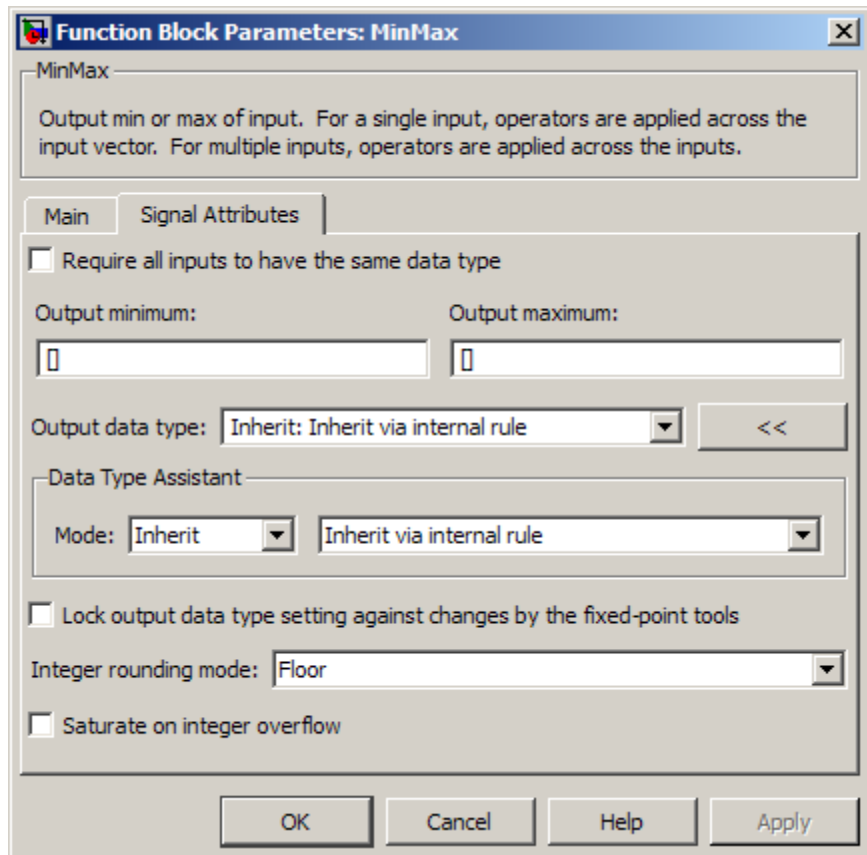 Function Block Parameters: MinMax
MinMax
Output min or max of input.  For a single input, operators are applied across the
input vector.  For multiple inputs, operators are applied across the inputs.
Main Signal Attributes
Require all inputs to have the same data type
Output minimum: Output maximum:
[] []
Output data type: Inherit: Inherit via internal rule <<
Data Type Assistant
Mode: Inherit Inherit via internal rule
Lock output data type setting against changes by the fixed-point tools
Integer rounding mode: Floor
Saturate on integer overflow
OK Cancel Help Apply